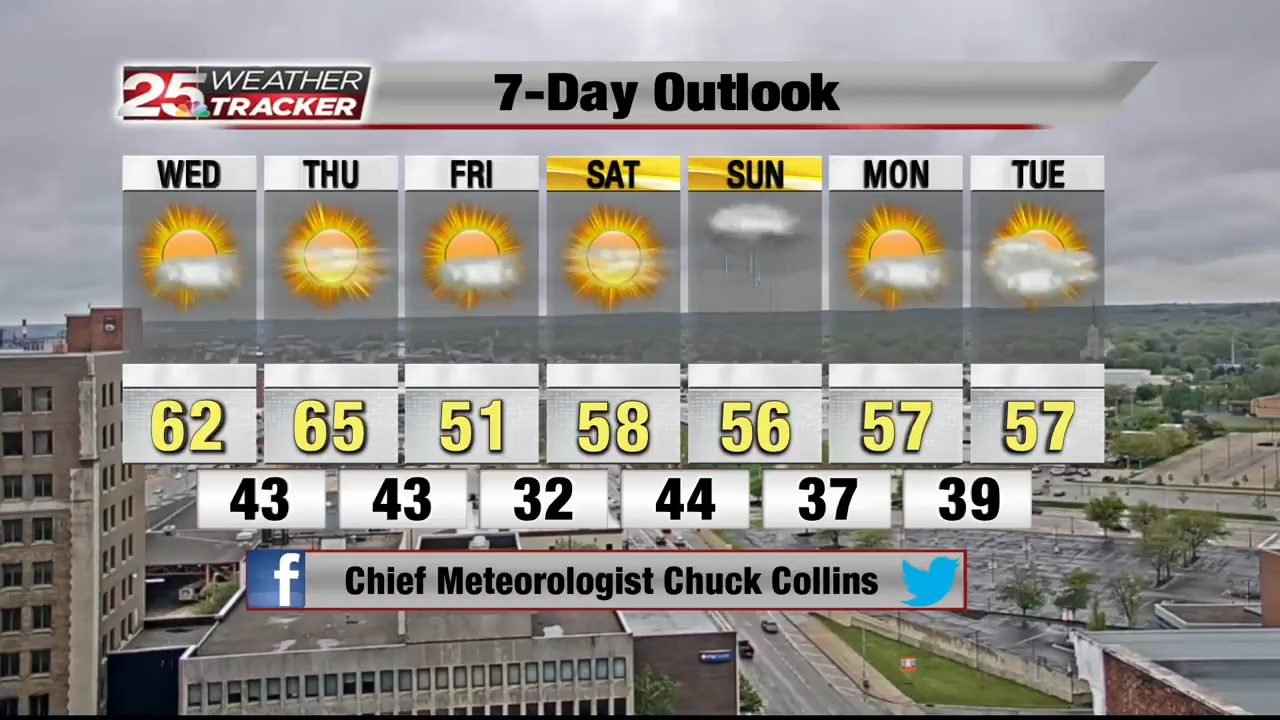 25 WEATHER TRACKER
7-Day Outlook
WED THU FRI SAT SUN MON TUE
62 65 51 58 56 57 57
43 43 32 44 37 39
f Chief Meteorologist Chuck Collins